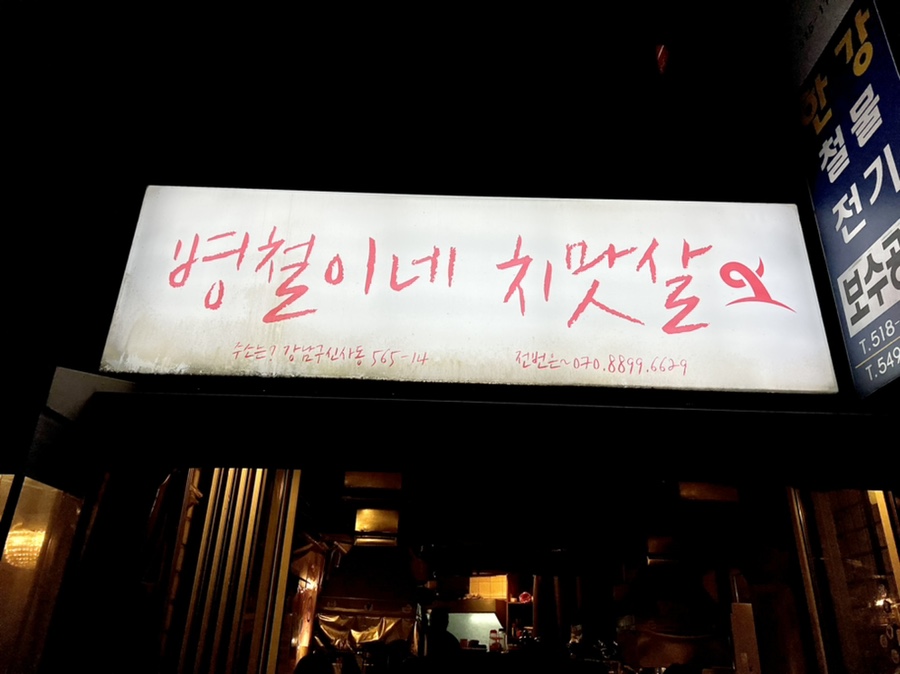 병철이네 치맛살
주소는? 강남구신사동 565-14
전번은~070.8899.6629
한강
철물
전기
보수공
T.518-
T.549